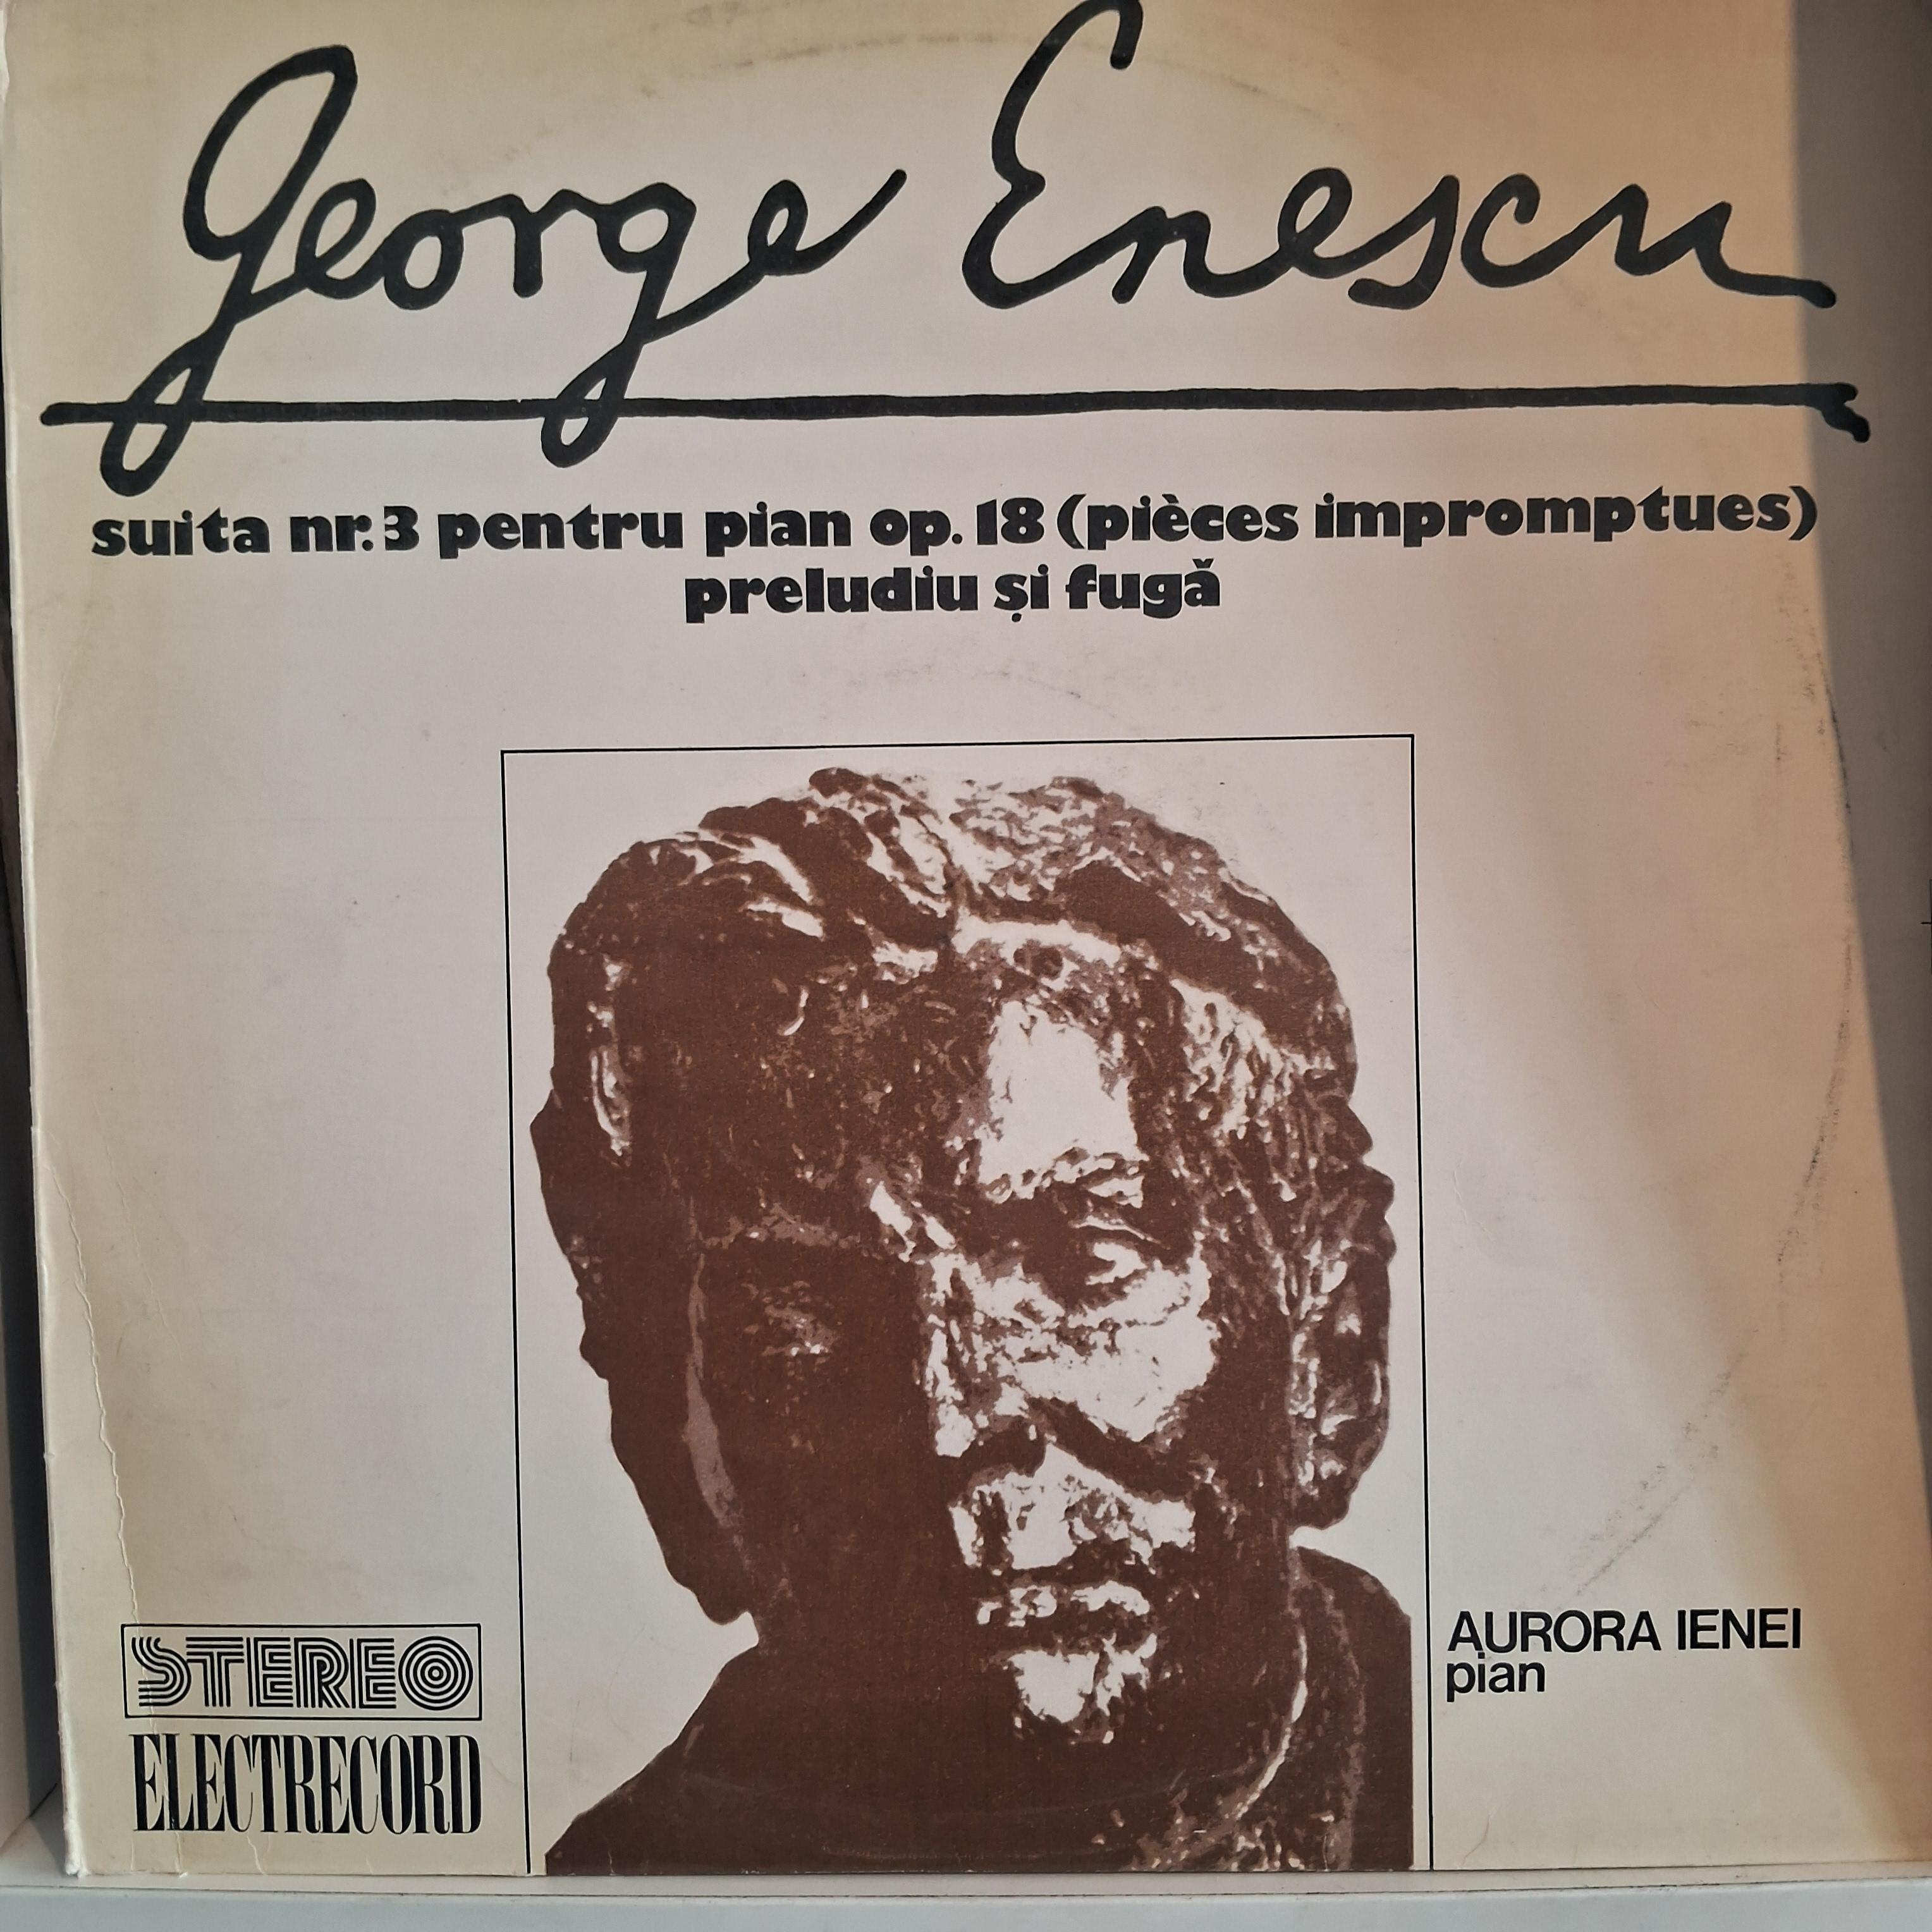 George Enescu
suita nr. 3 pentru pian op. 18 (pièces impromptues)
preludiu și fugă
AURORA IENEI
pian
STEREO
ELECTRECORD